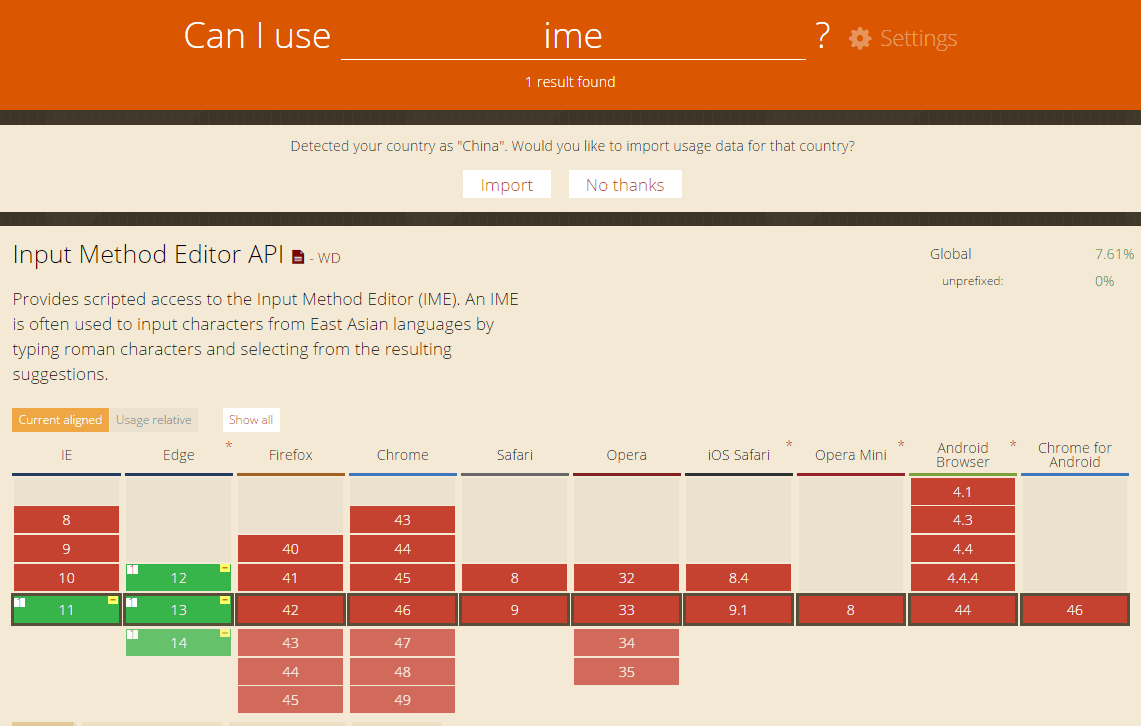 Can I use ime ? Settings
1 result found
Detected your country as "China". Would you like to import usage data for that country?
Import No thanks
Input Method Editor API - WD
Global 7.61%
unprefixed: 0%
Provides scripted access to the Input Method Editor (IME). An IME
is often used to input characters from East Asian languages by
typing roman characters and selecting from the resulting
suggestions.
Current aligned Usage relative Show all
IE Edge * Firefox Chrome Safari Opera iOS Safari * Opera Mini * Android Browser * Chrome for Android
4.1
8 43 4.3
9 40 44 4.4
10 1 12 - 41 45 8 32 8.4 4.4.4
1 11 - 1 13 - 42 46 9 33 9.1 8 44 46
1 14 - 43 47 34
44 48 35
45 49